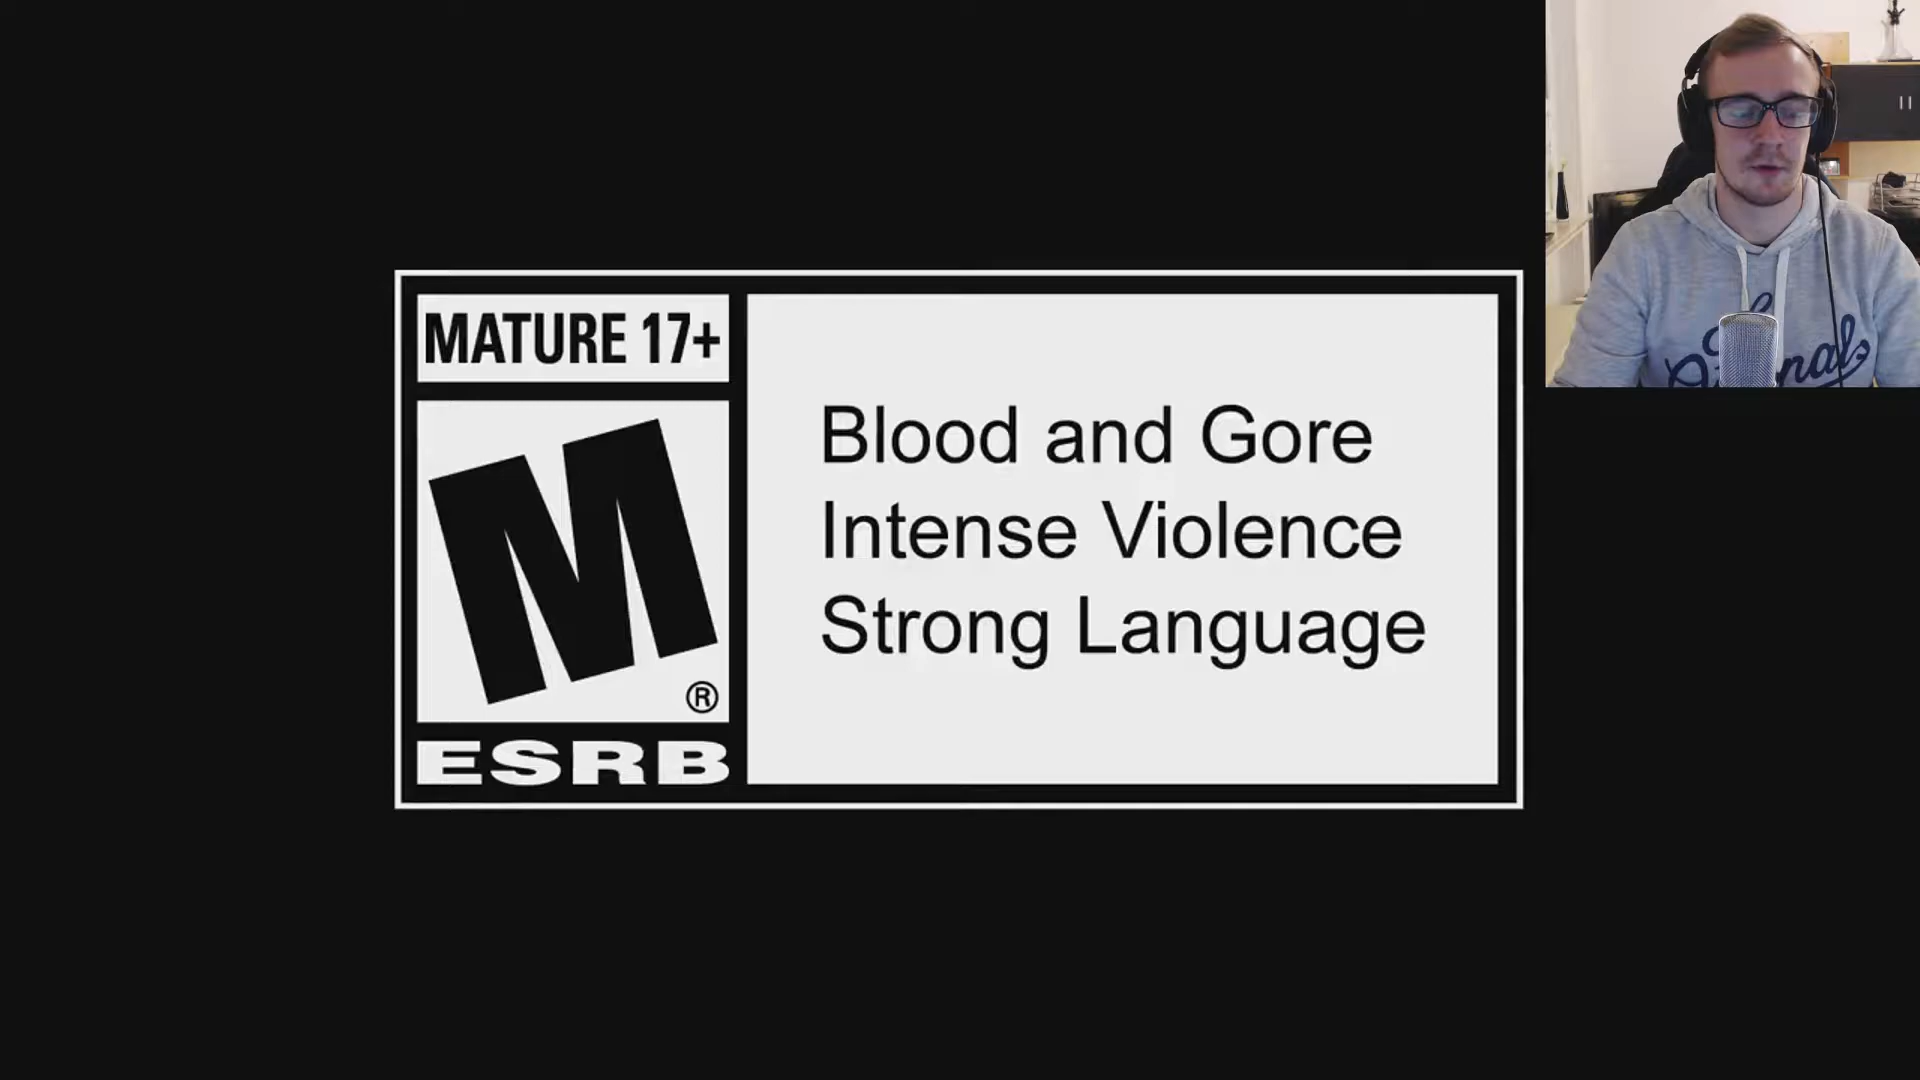 MATURE 17+
M
®
ESRB
Blood and Gore
Intense Violence
Strong Language